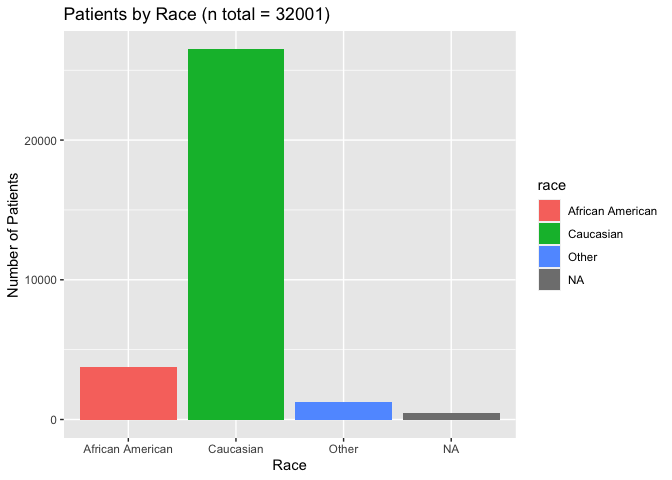 Patients by Race (n total = 32001)
Number of Patients
20000
10000
0
African American
Caucasian
Other
NA
Race
race
African American
Caucasian
Other
NA